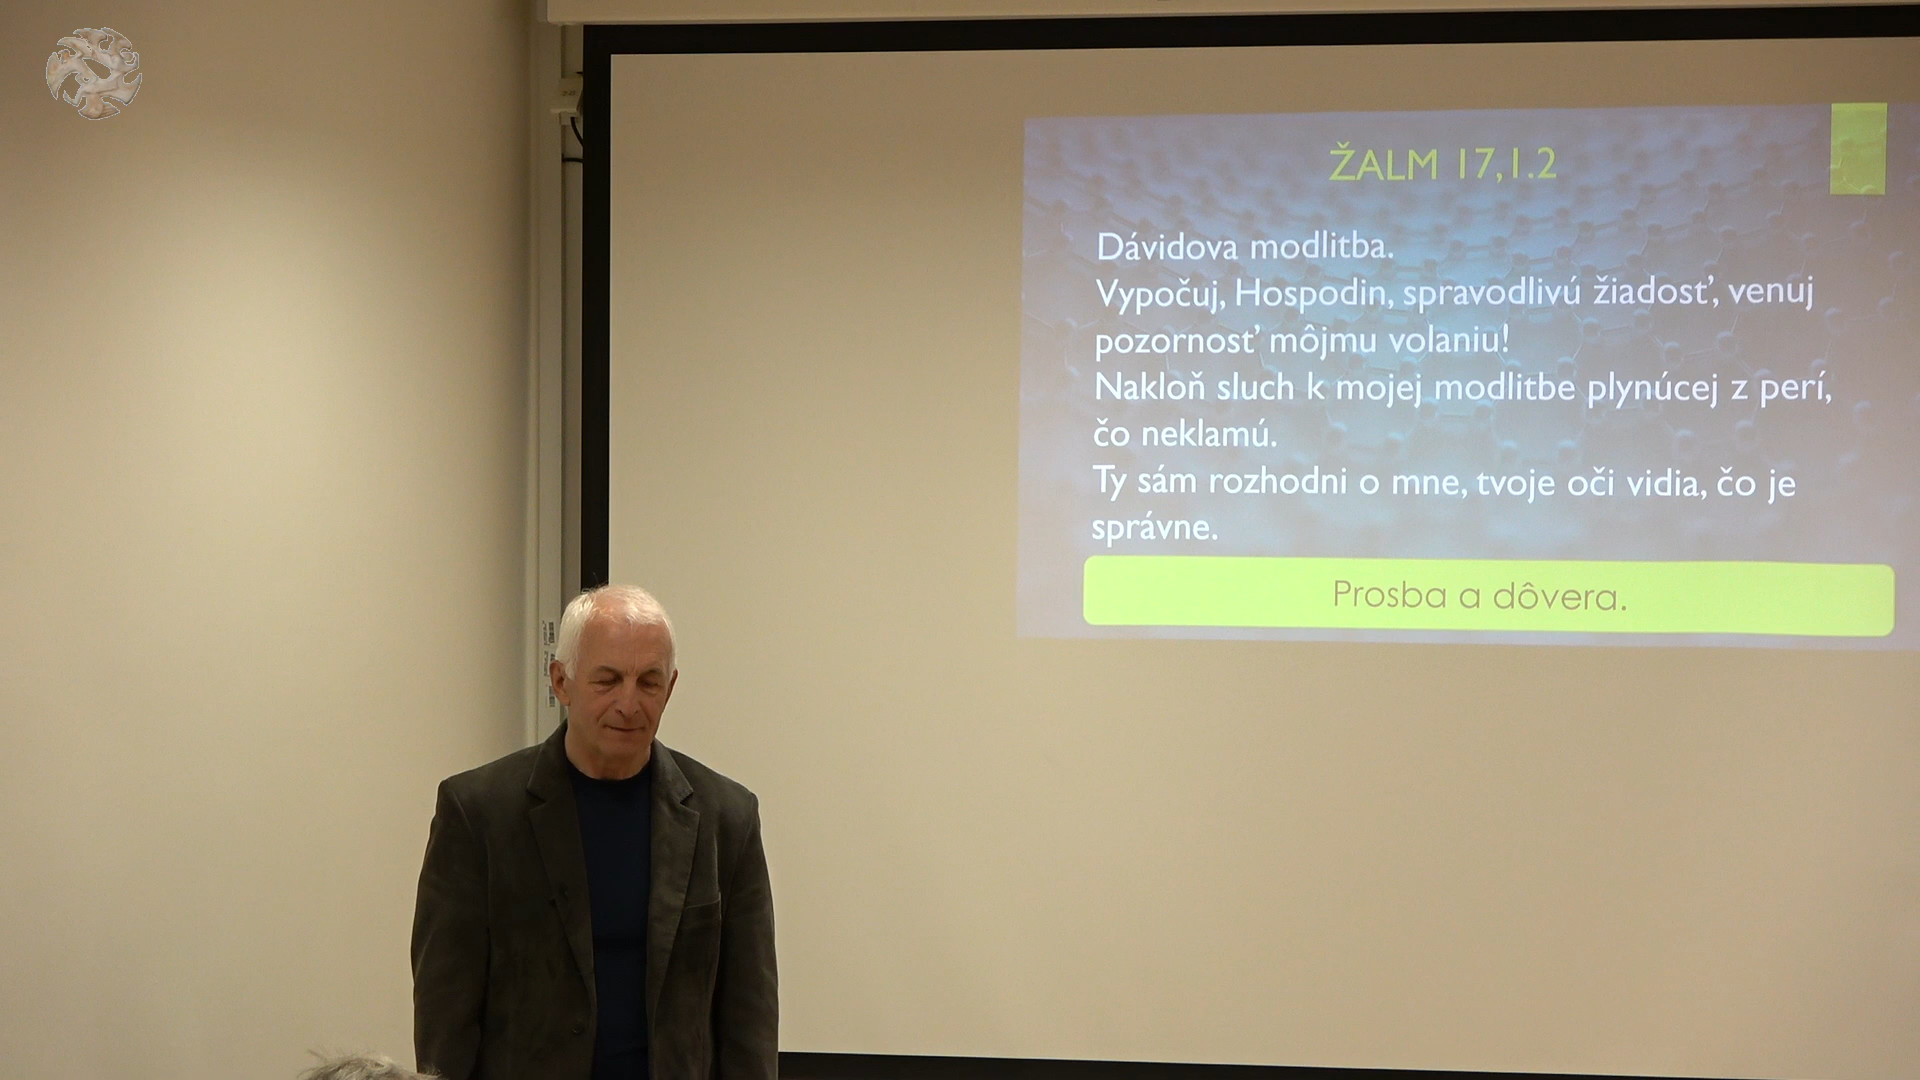 ŽALM 17,1.2
Dávidova modlitba.
Vypočuj, Hospodin, spravodlivú žiadosť, venuj
pozornosť môjmu volaniu!
Nakloň sluch k mojej modlitbe plynúcej z perí,
čo neklamú.
Ty sám rozhodni o mne, tvoje oči vidia, čo je
správne.
Prosba a dôvera.